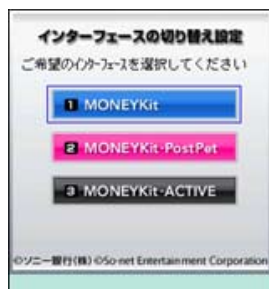 インターフェースの切り替え設定
ご希望のインターフェースを選択してください
1 MONEYKit
2 MONEYKit-PostPet
3 MONEYKit-ACTIVE
©ソニー銀行(株) ©So-net Entertainment Corporation